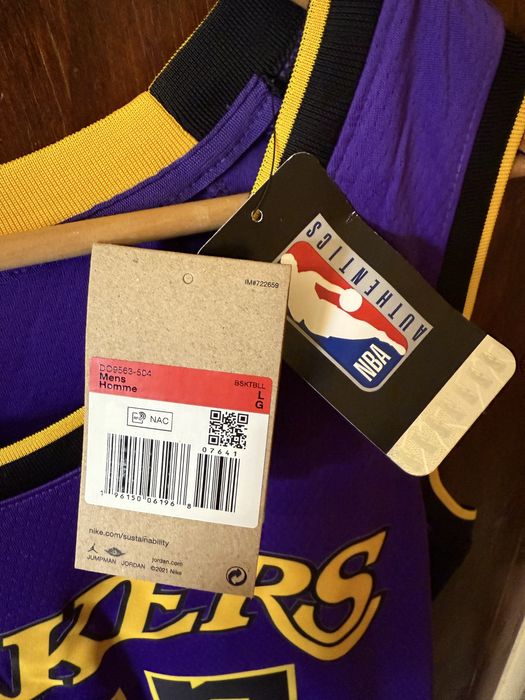 IM#722659
DO9563-504
Mens
Homme
BSKTBLL
L
G
NAC
07641
1 96150 06196 8
nike.com/sustainability
JUMPMAN JORDAN
jordan.com
©2021 Nike
NBA
AUTHENTICS
KERS